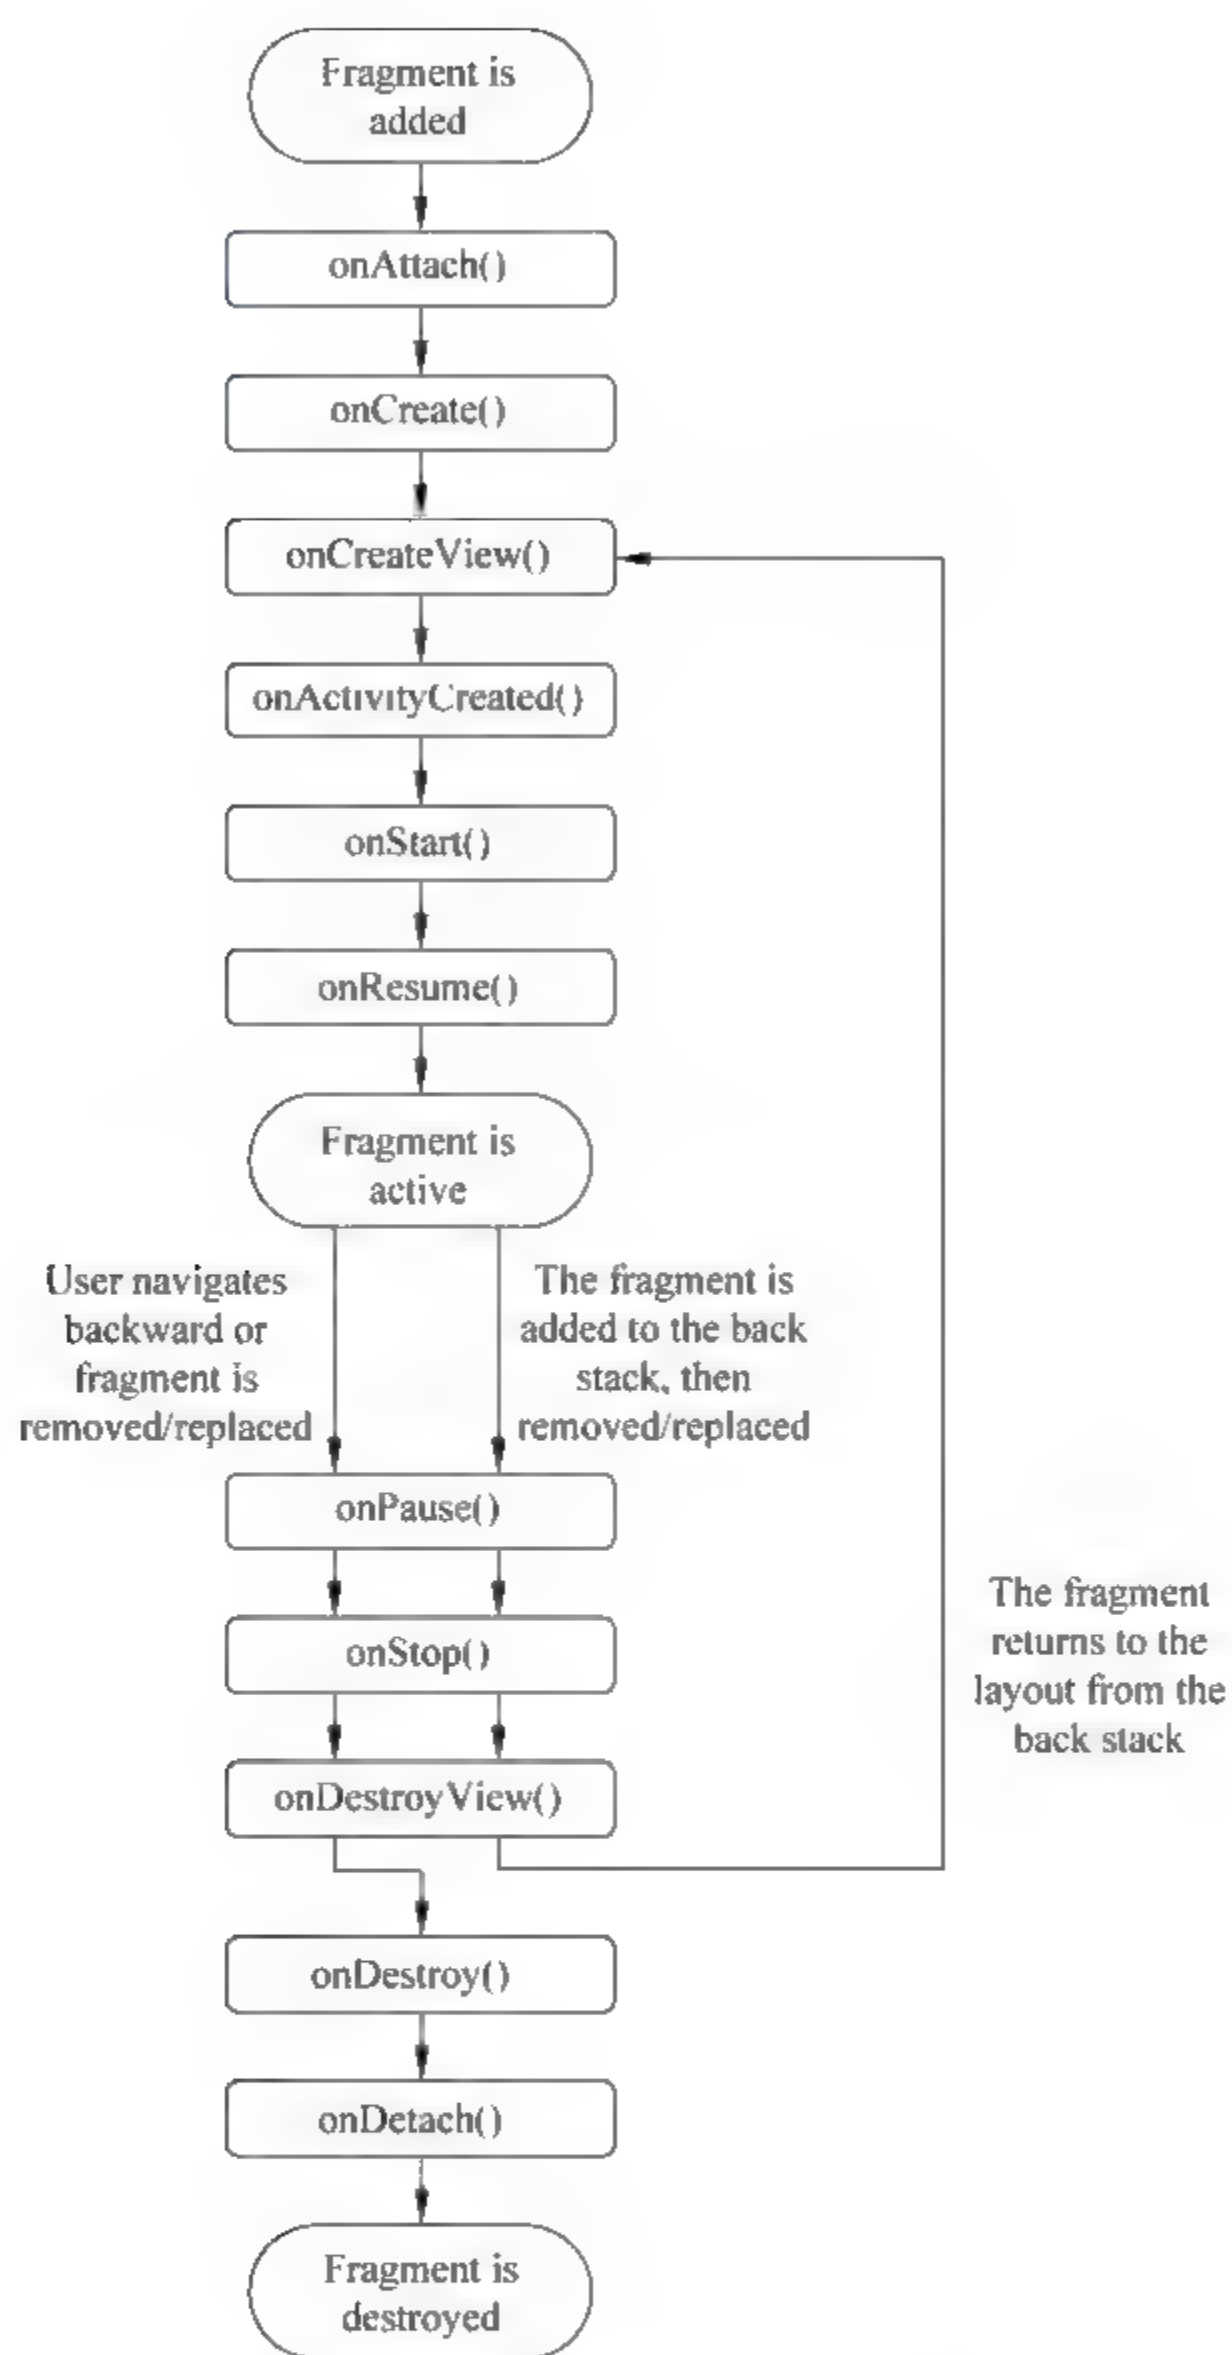 Fragment is
added
onAttach()
onCreate()
onCreateView()
onActivityCreated()
onStart()
onResume()
Fragment is
active
User navigates
backward or
fragment is
removed/replaced
The fragment is
added to the back
stack, then
removed/replaced
onPause()
onStop()
onDestroyView()
The fragment
returns to the
layout from the
back stack
onDestroy()
onDetach()
Fragment is
destroyed